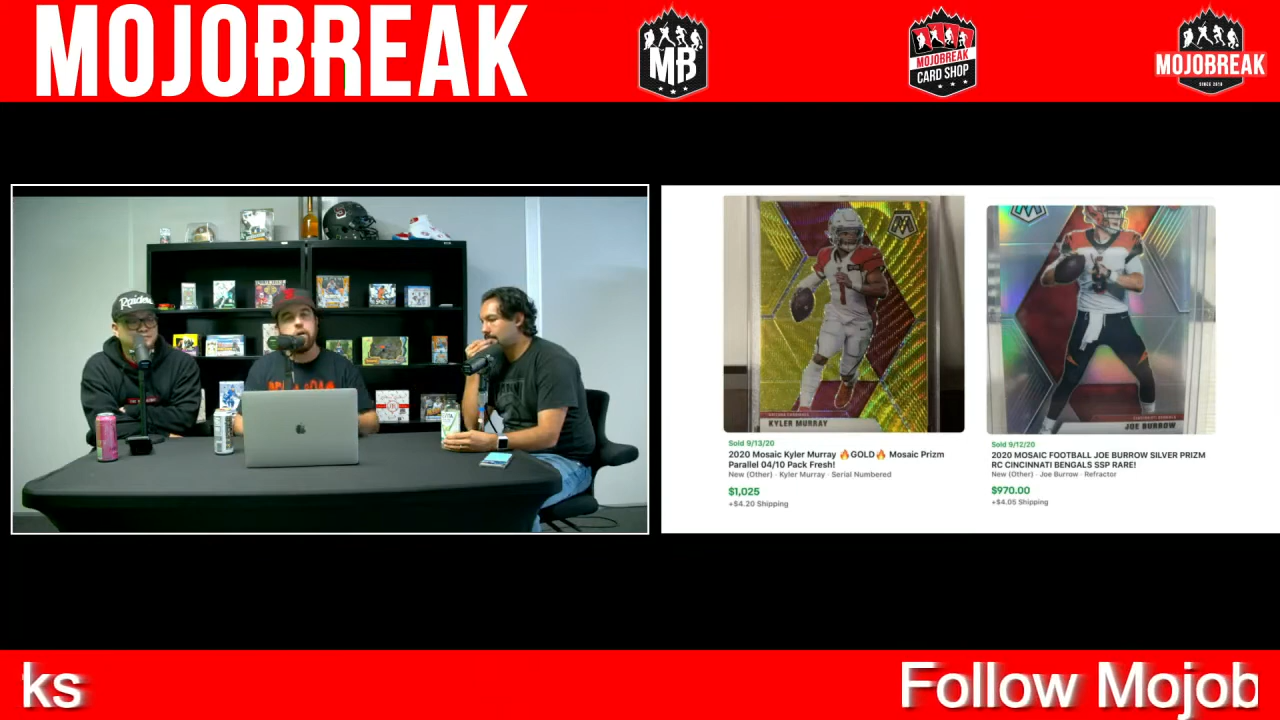 MOJOBREAK
MB
MOJOBREAK
CARD SHOP
MOJOBREAK
SINCE 2010
Raiders
KYLER MURRAY
JOE BURROW
Sold 9/13/20
2020 Mosaic Kyler Murray 🔥GOLD🔥 Mosaic Prizm
Parallel 04/10 Pack Fresh!
New (Other) · Kyler Murray · Serial Numbered
$1,025
+$4.20 Shipping
Sold 9/12/20
2020 MOSAIC FOOTBALL JOE BURROW SILVER PRIZM
RC CINCINNATI BENGALS SSP RARE!
New (Other) · Joe Burrow · Refractor
$970.00
+$4.05 Shipping
ks
Follow Mojob